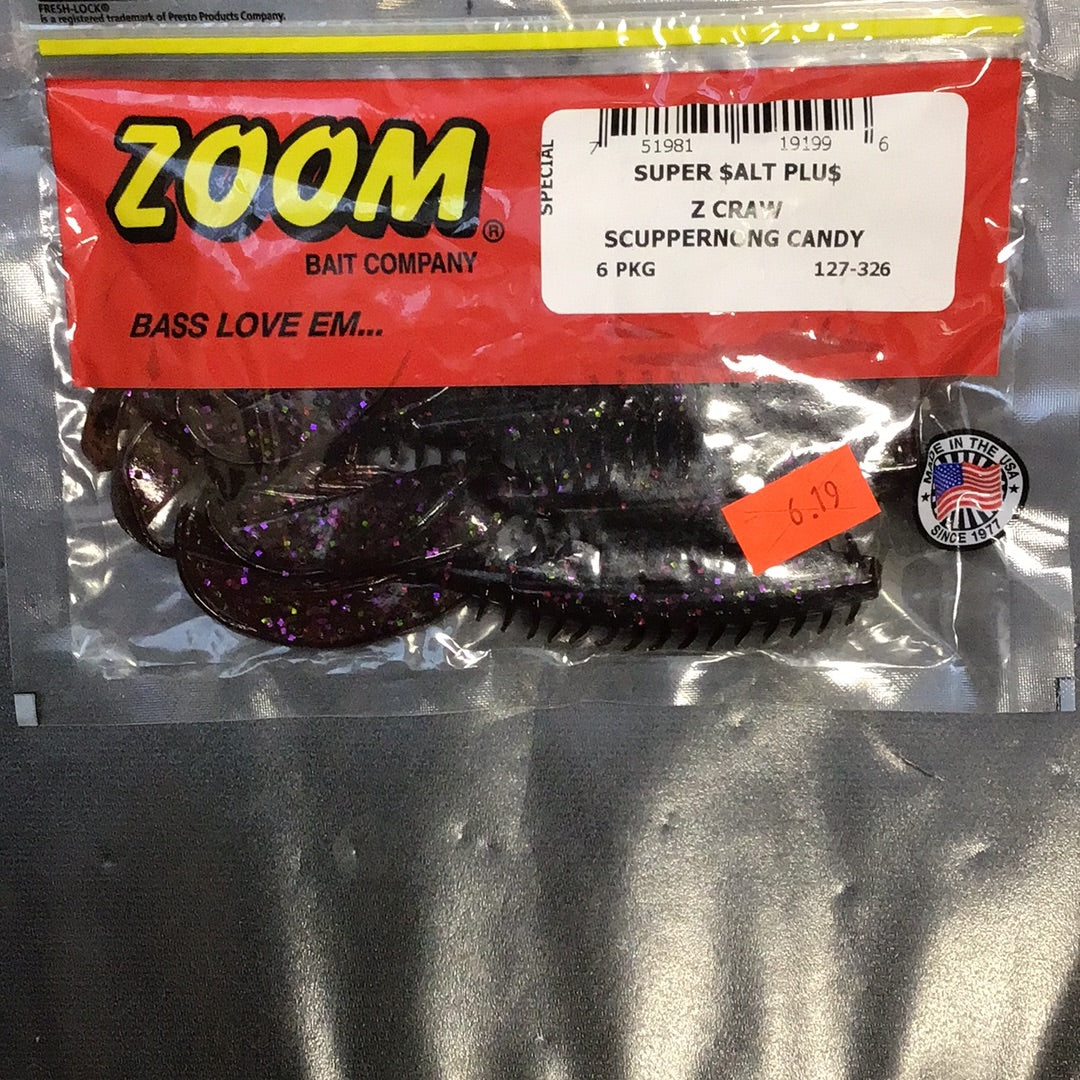 FRESH-LOCK®
is a registered trademark of Presto Products Company.
ZOOM®
BAIT COMPANY
BASS LOVE EM...
SPECIAL
7 51981 19199 6
SUPER $ALT PLU$
Z CRAW
SCUPPERNONG CANDY
6 PKG 127-326
6.19
MADE IN THE USA
SINCE 1977